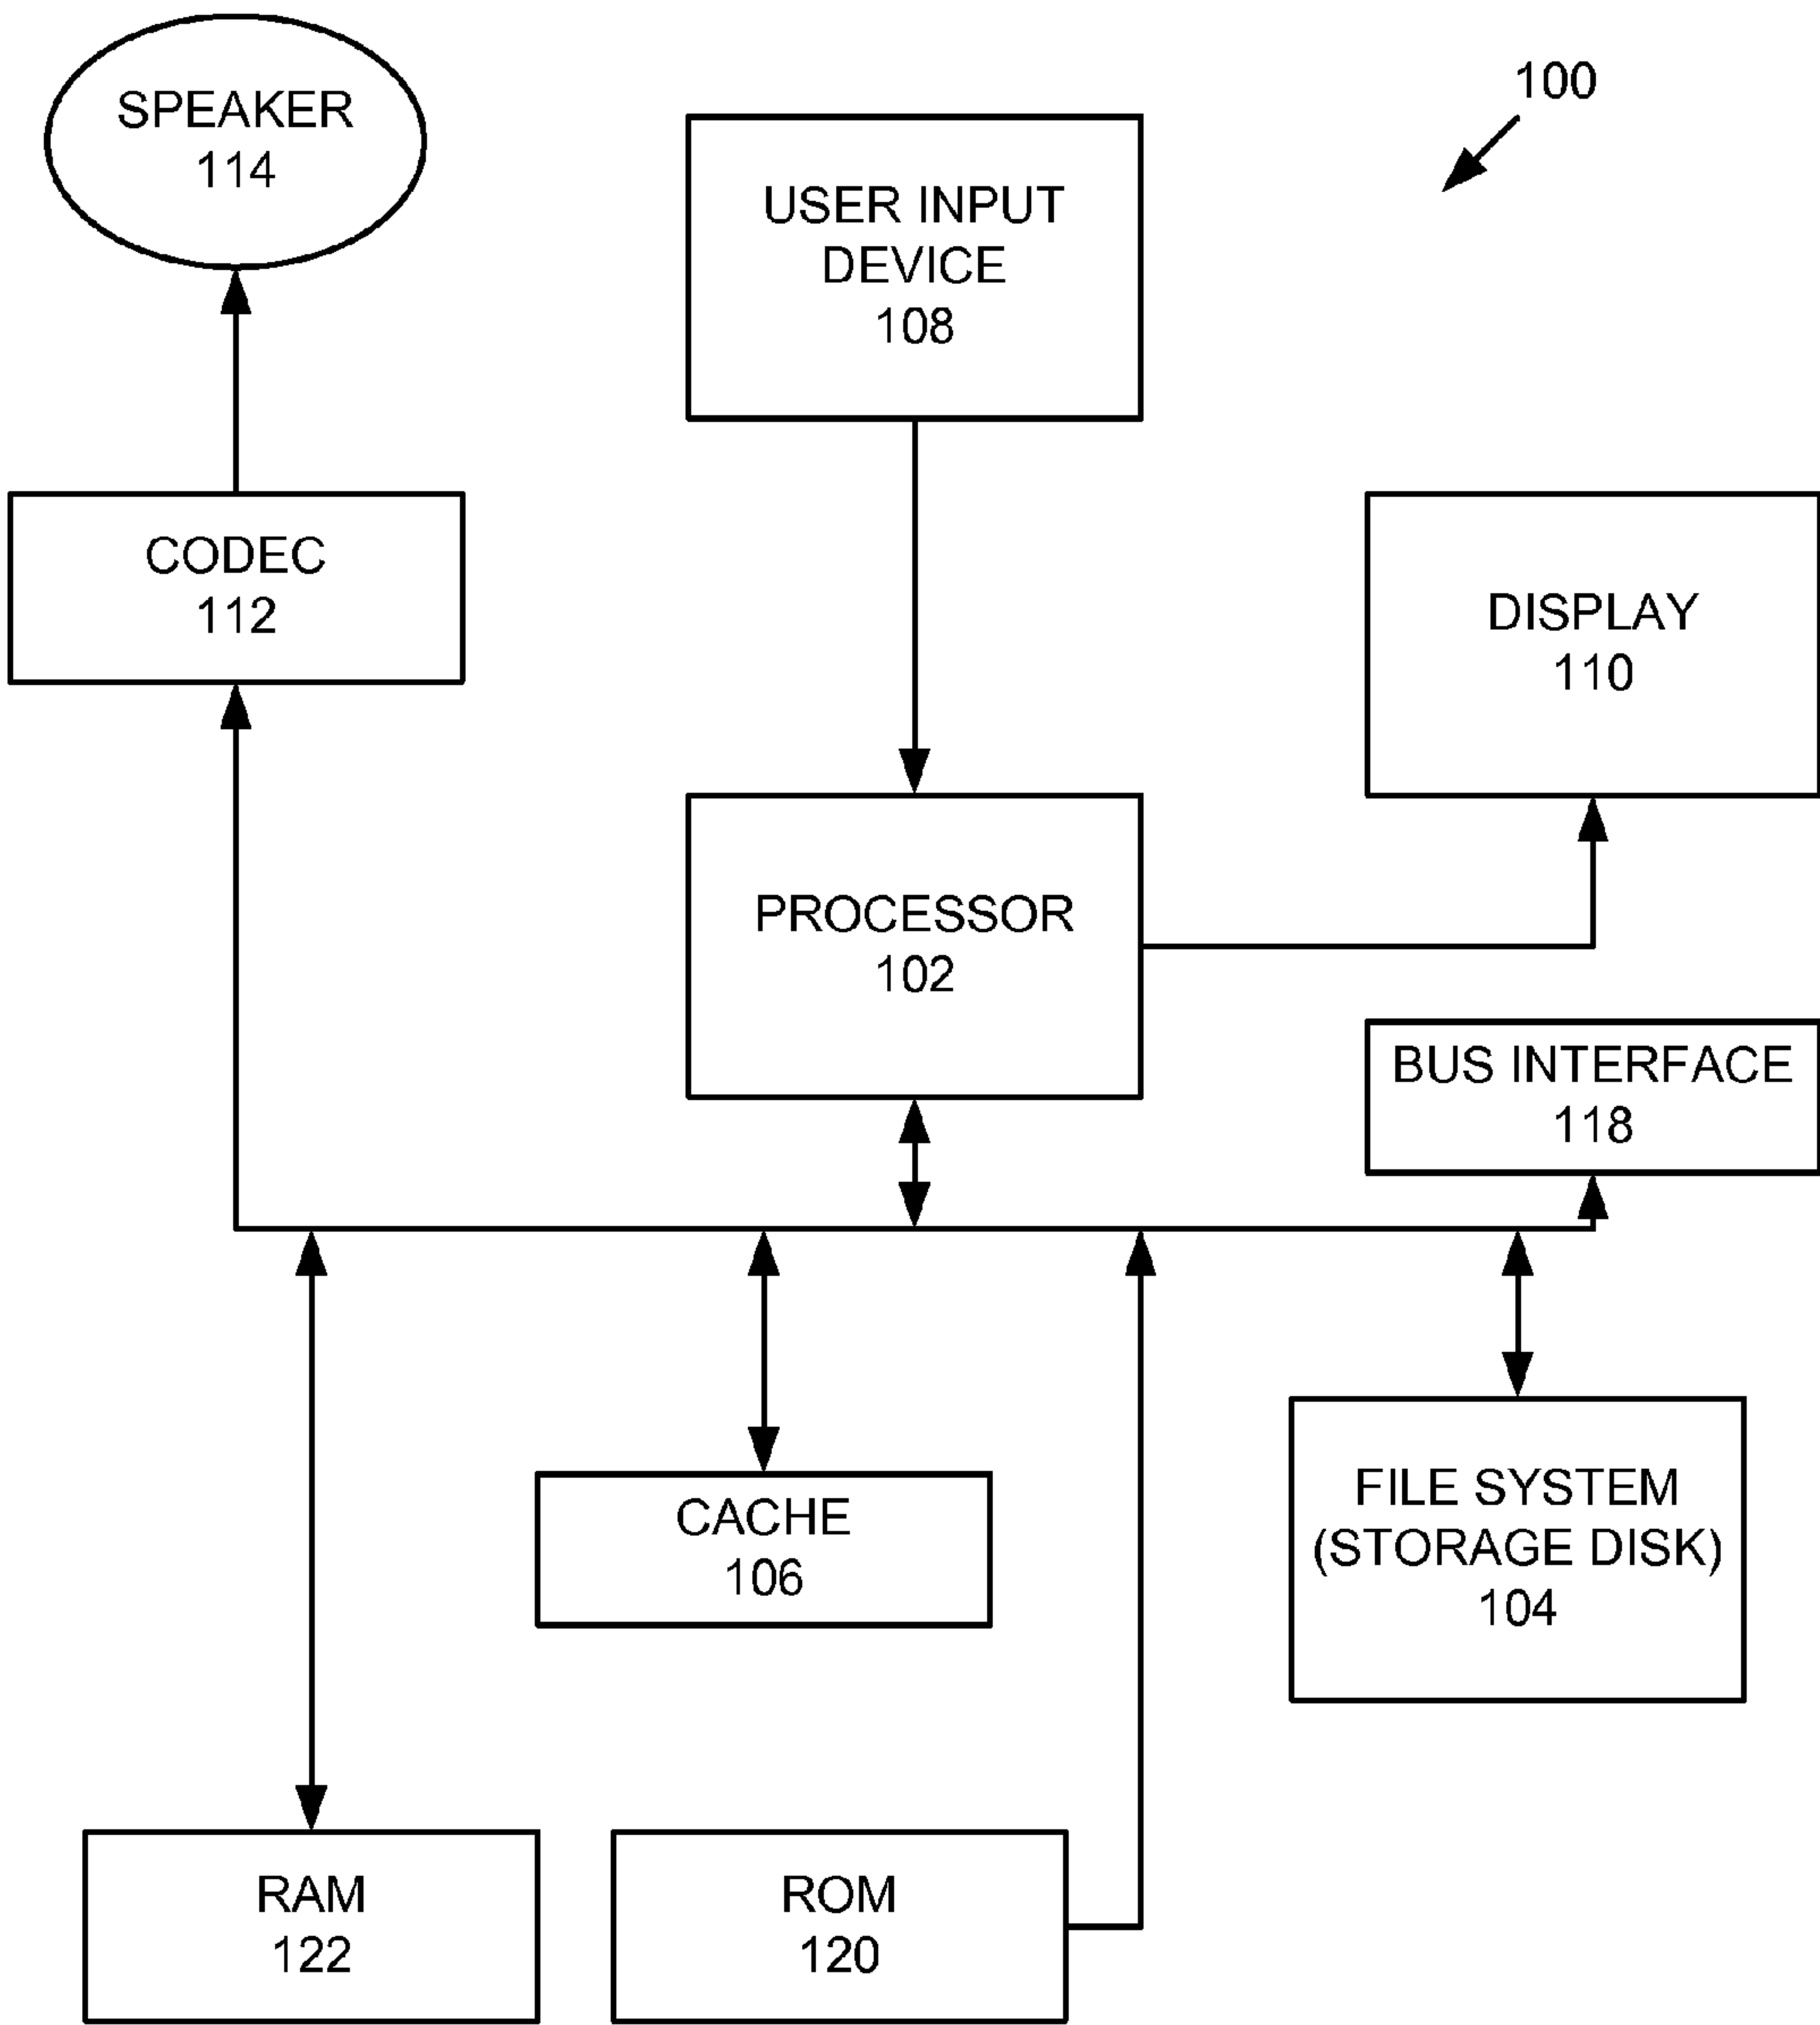 SPEAKER
114
100
USER INPUT
DEVICE
108
CODEC
112
DISPLAY
110
PROCESSOR
102
BUS INTERFACE
118
CACHE
106
FILE SYSTEM
(STORAGE DISK)
104
RAM
122
ROM
120